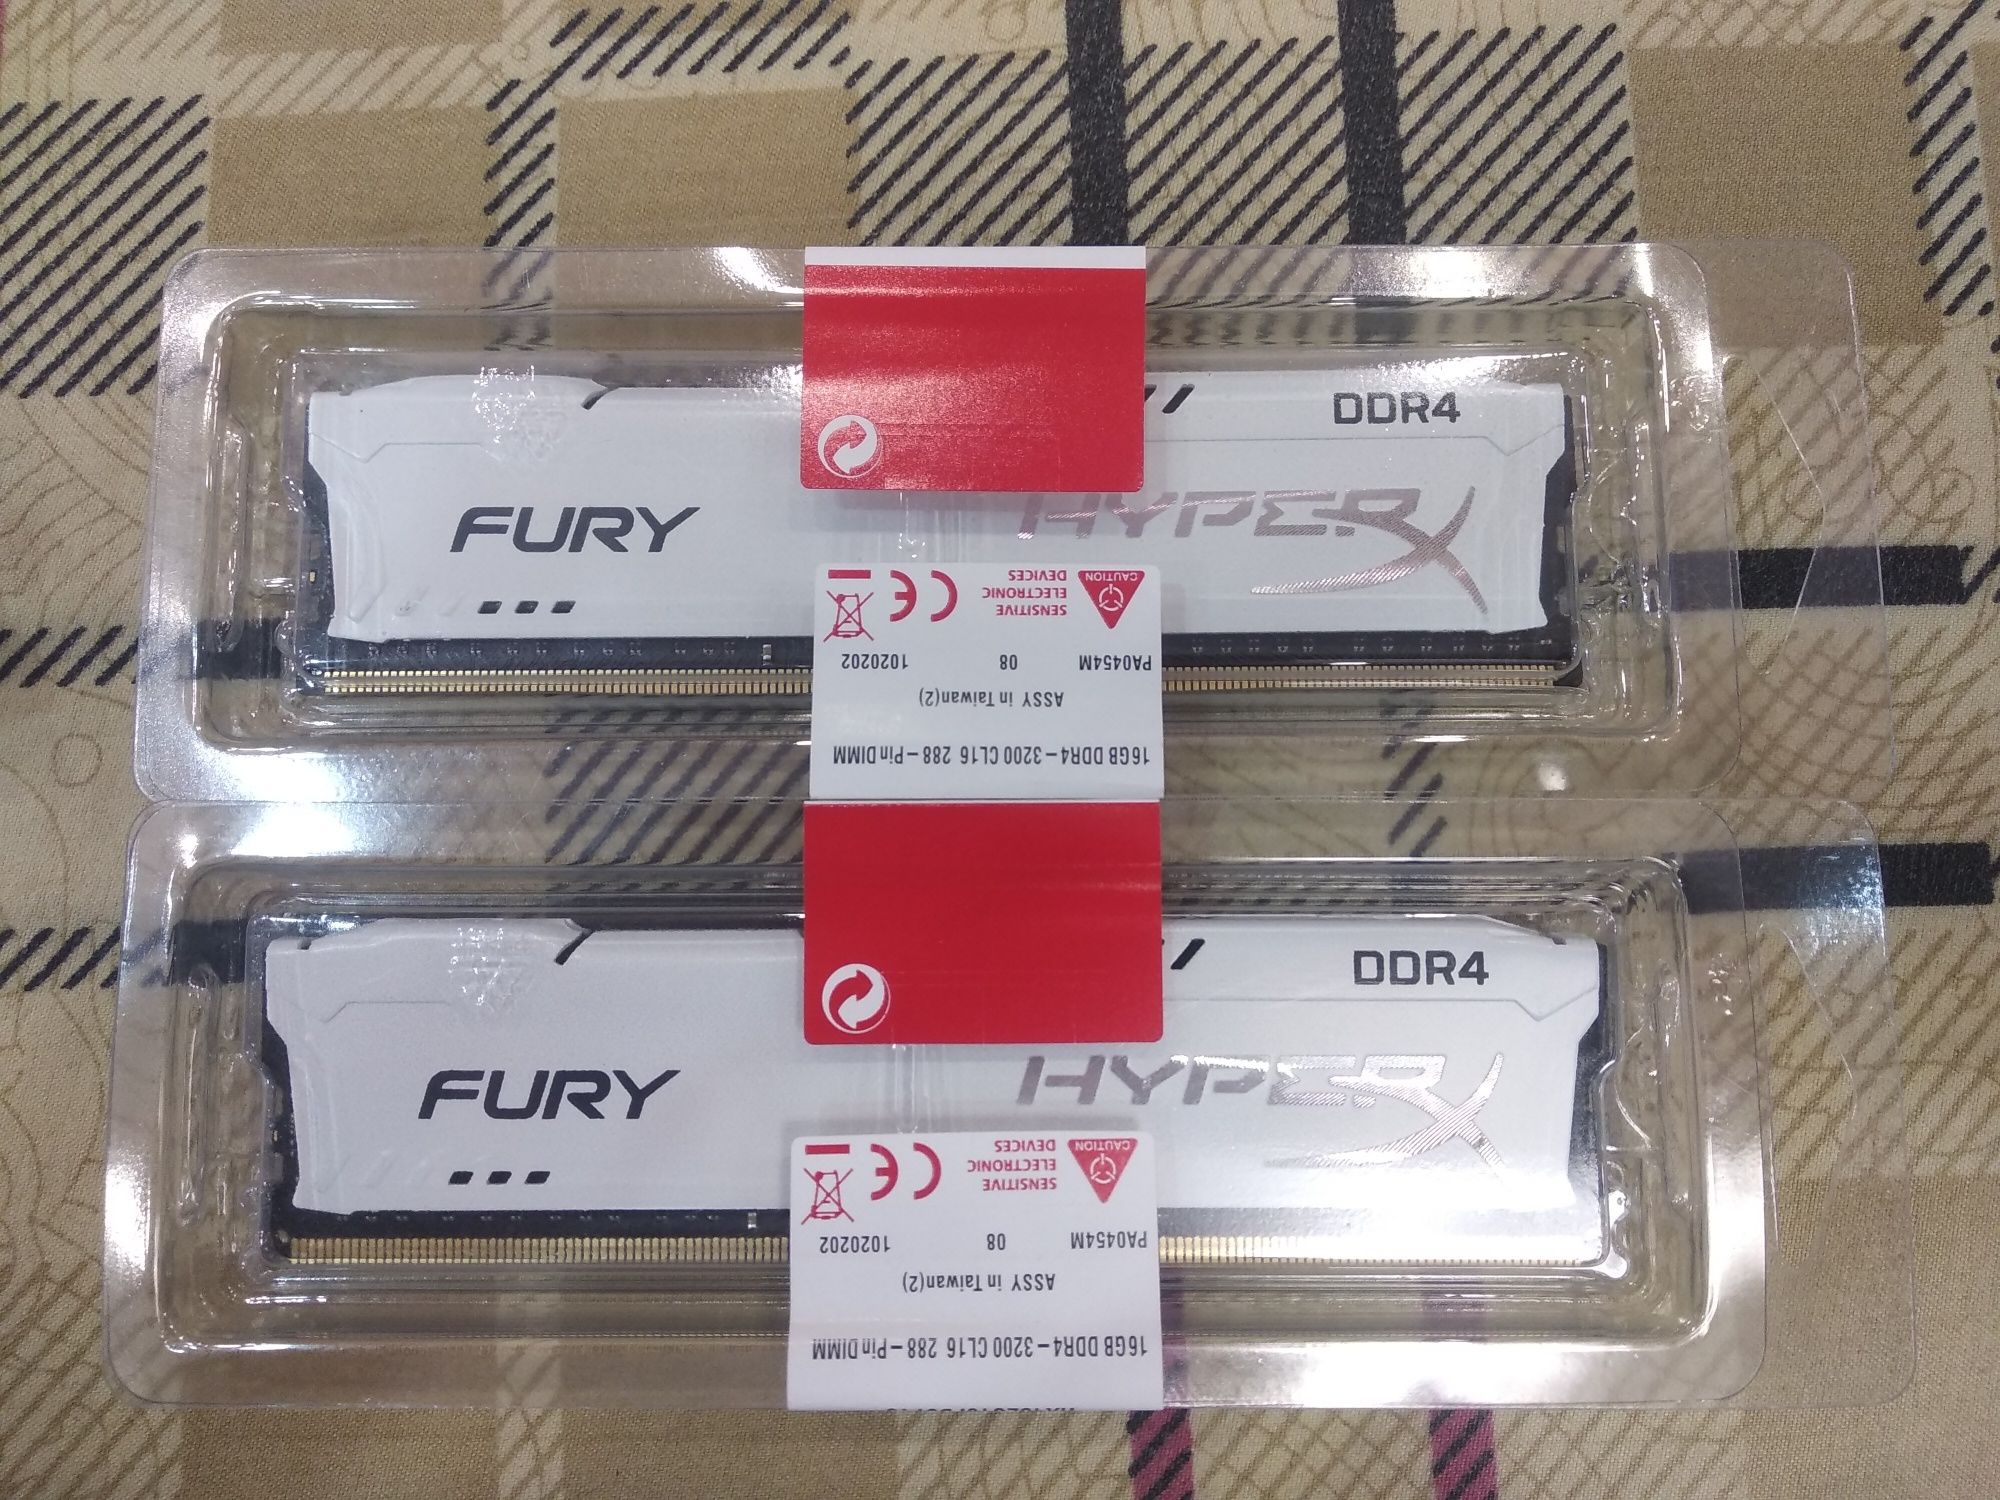 DDR4
FURY
HYPERX
CAUTION
SENSITIVE
ELECTRONIC
DEVICES
CE
PA0454M 08 1020202
ASSY in Taiwan(2)
16GB DDR4-3200 CL16 288-Pin DIMM
DDR4
FURY
HYPERX
CAUTION
SENSITIVE
ELECTRONIC
DEVICES
CE
PA0454M 08 1020202
ASSY in Taiwan(2)
16GB DDR4-3200 CL16 288-Pin DIMM